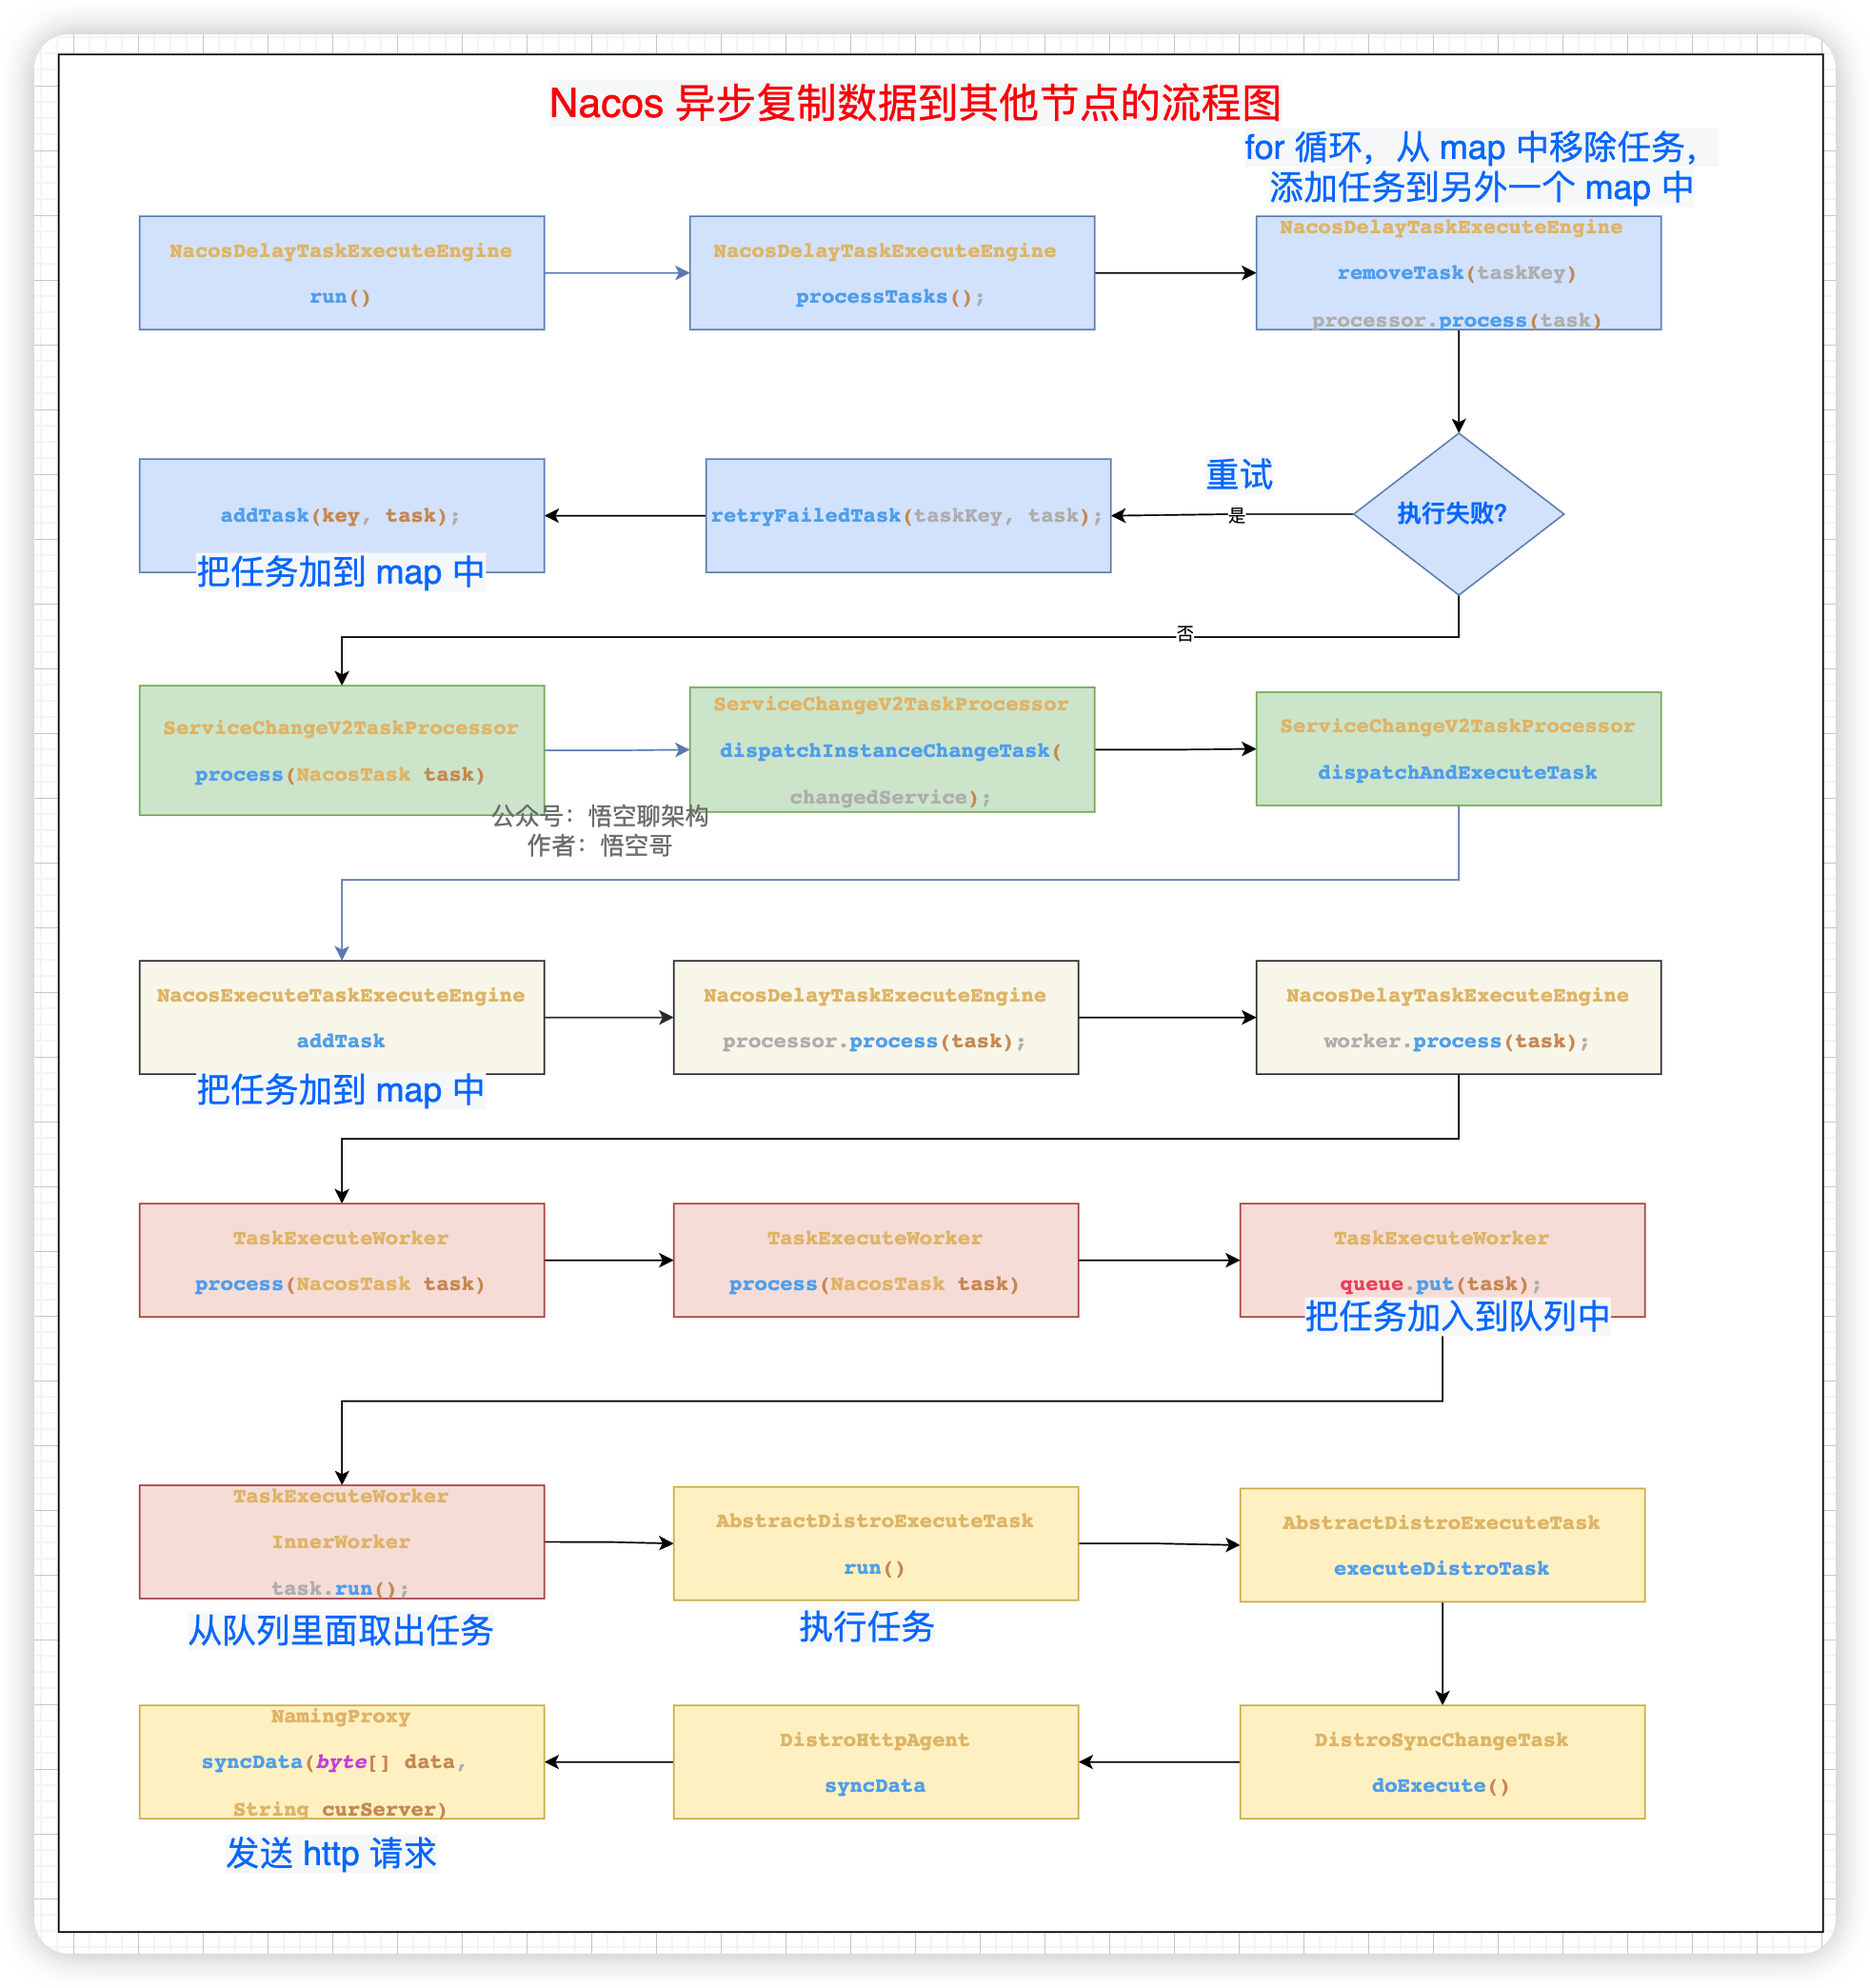 Nacos 异步复制数据到其他节点的流程图
for 循环，从 map 中移除任务，
添加任务到另外一个 map 中
NacosDelayTaskExecuteEngine
run()
NacosDelayTaskExecuteEngine
processTasks();
NacosDelayTaskExecuteEngine
removeTask(taskKey)
processor.process(task)
执行失败?
是
重试
retryFailedTask(taskKey, task);
addTask(key, task);
把任务加到 map 中
否
ServiceChangeV2TaskProcessor
process(NacosTask task)
ServiceChangeV2TaskProcessor
dispatchInstanceChangeTask(
changedService);
ServiceChangeV2TaskProcessor
dispatchAndExecuteTask
公众号：悟空聊架构
作者：悟空哥
NacosExecuteTaskExecuteEngine
addTask
把任务加到 map 中
NacosDelayTaskExecuteEngine
processor.process(task);
NacosDelayTaskExecuteEngine
worker.process(task);
TaskExecuteWorker
process(NacosTask task)
TaskExecuteWorker
process(NacosTask task)
TaskExecuteWorker
queue.put(task);
把任务加入到队列中
TaskExecuteWorker
InnerWorker
task.run();
从队列里面取出任务
AbstractDistroExecuteTask
run()
执行任务
AbstractDistroExecuteTask
executeDistroTask
DistroSyncChangeTask
doExecute()
DistroHttpAgent
syncData
NamingProxy
syncData(byte[] data,
String curServer)
发送 http 请求